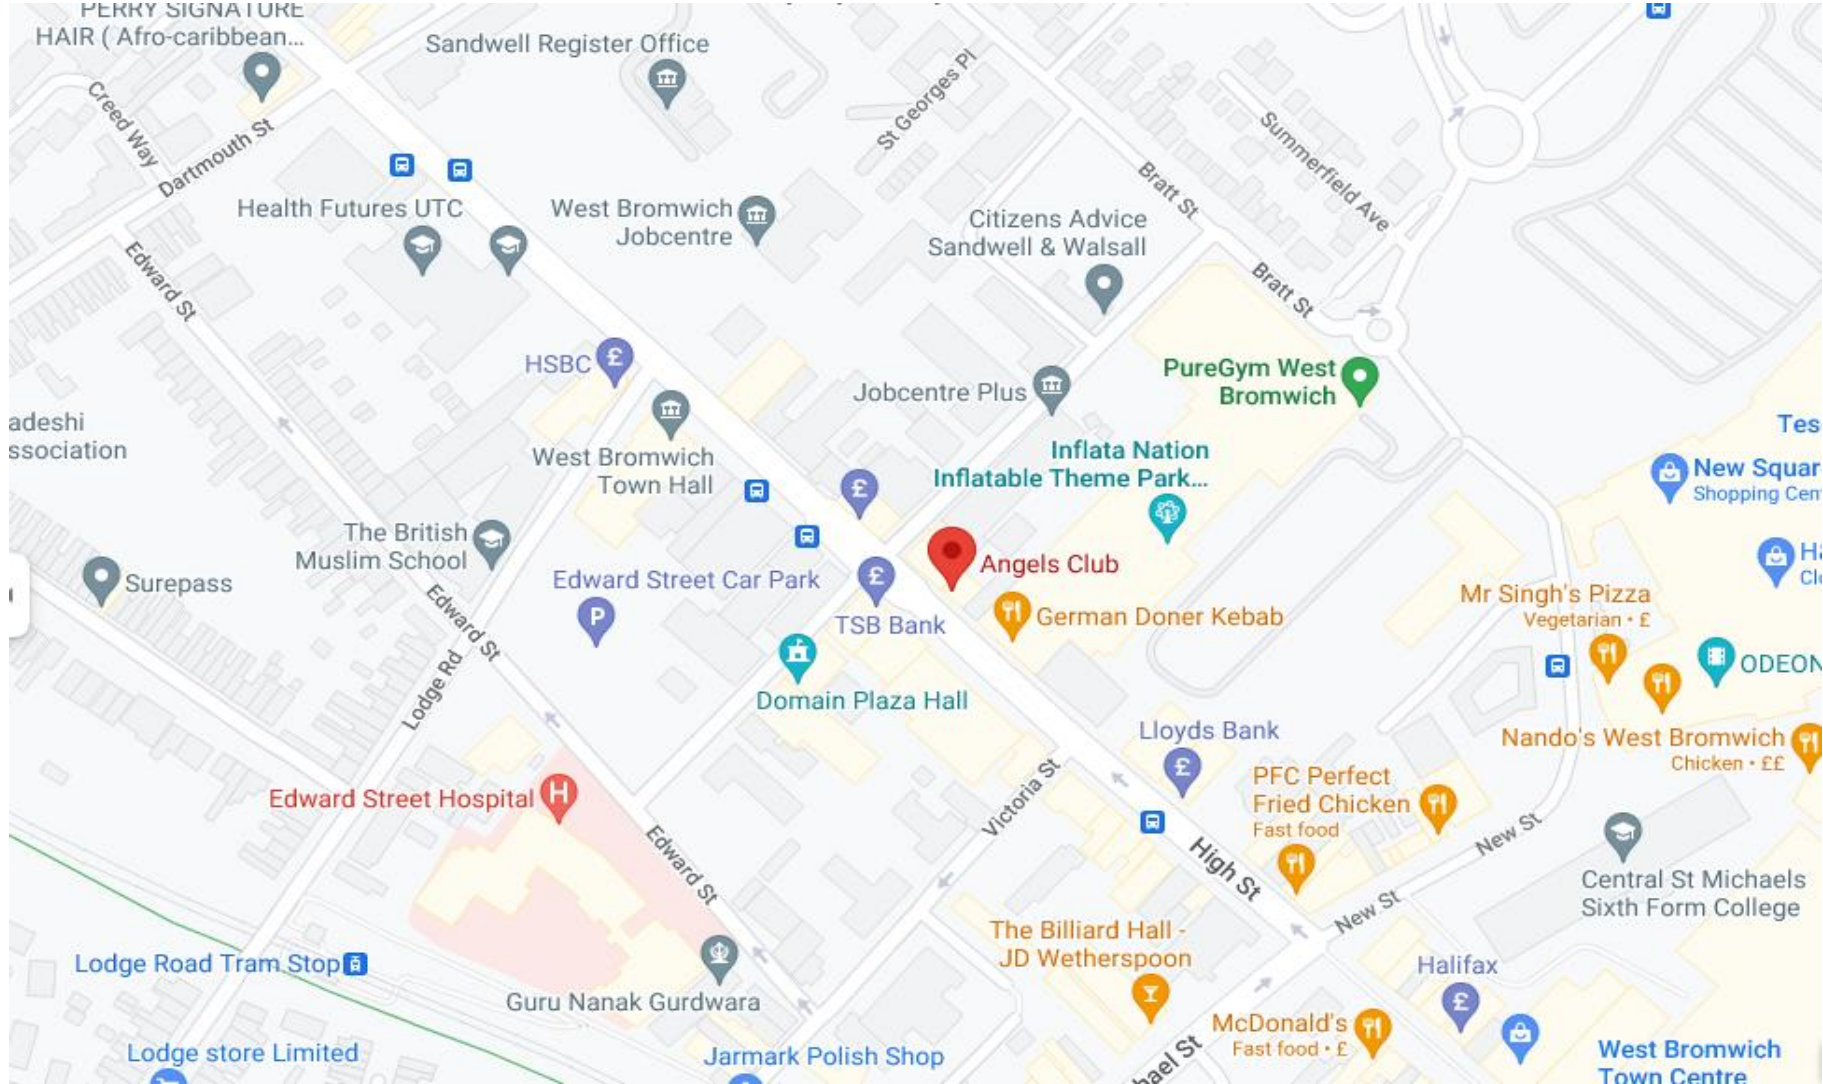 PERRY SIGNATURE
HAIR ( Afro-caribbean...
Sandwell Register Office
St Georges Pl
Creed Way
Dartmouth St
Summerfield Ave
Bratt St
Health Futures UTC
West Bromwich
Jobcentre
Citizens Advice
Sandwell & Walsall
Edward St
Bratt St
HSBC
£
Jobcentre Plus
PureGym West
Bromwich
adeshi
ssociation
West Bromwich
Town Hall
£
Inflata Nation
Inflatable Theme Park...
Tes
New Squar
Shopping Cen
The British
Muslim School
Surepass
Edward Street Car Park
P
£
TSB Bank
Angels Club
German Doner Kebab
Mr Singh's Pizza
Vegetarian • £
Edward St
Lodge Rd
Domain Plaza Hall
ODEON
Lloyds Bank
£
Nando's West Bromwich
Chicken • ££
PFC Perfect
Fried Chicken
Fast food
Edward Street Hospital
H
Victoria St
New St
Edward St
High St
New St
Central St Michaels
Sixth Form College
The Billiard Hall -
JD Wetherspoon
Lodge Road Tram Stop
Halifax
£
Guru Nanak Gurdwara
McDonald's
Fast food • £
hael St
Lodge store Limited
Jarmark Polish Shop
West Bromwich
Town Centre